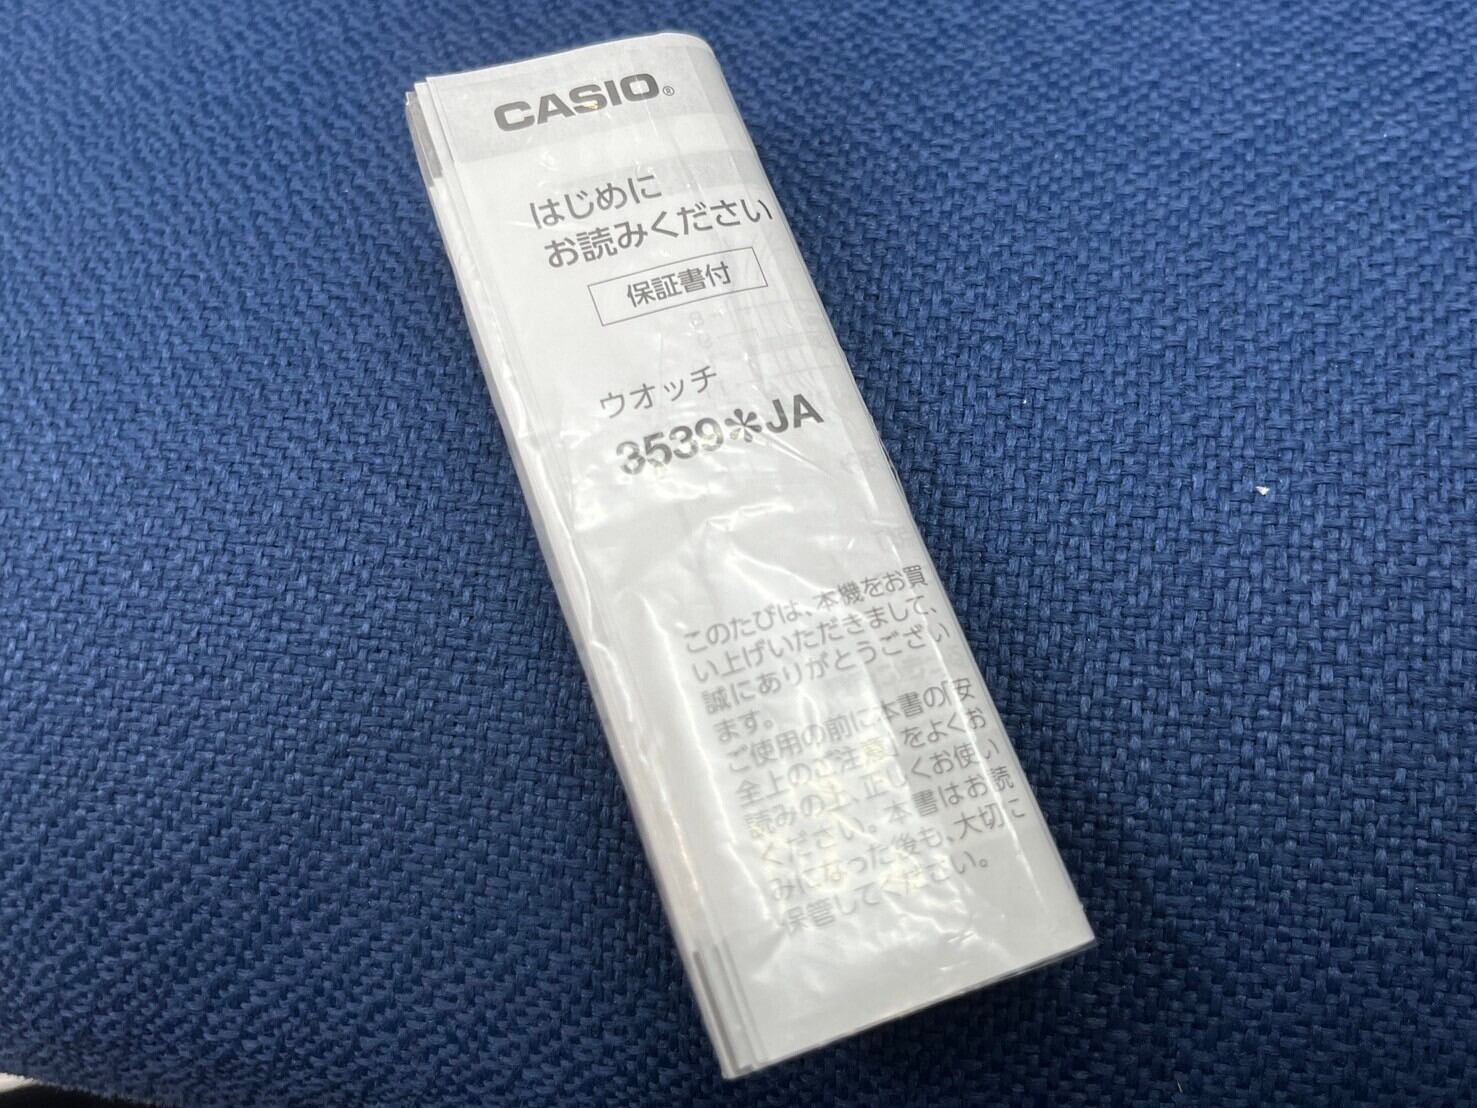 CASIO®
はじめに
お読みください
保証書付
ウオッチ
3539*JA
このたびは、本機をお買
い上げいただきまして、
誠にありがとうござい
ます。
ご使用の前に本書の「安
全上のご注意」をよくお
読みの上、正しくお使い
ください。本書はお読
みになった後も、大切に
保管してください。